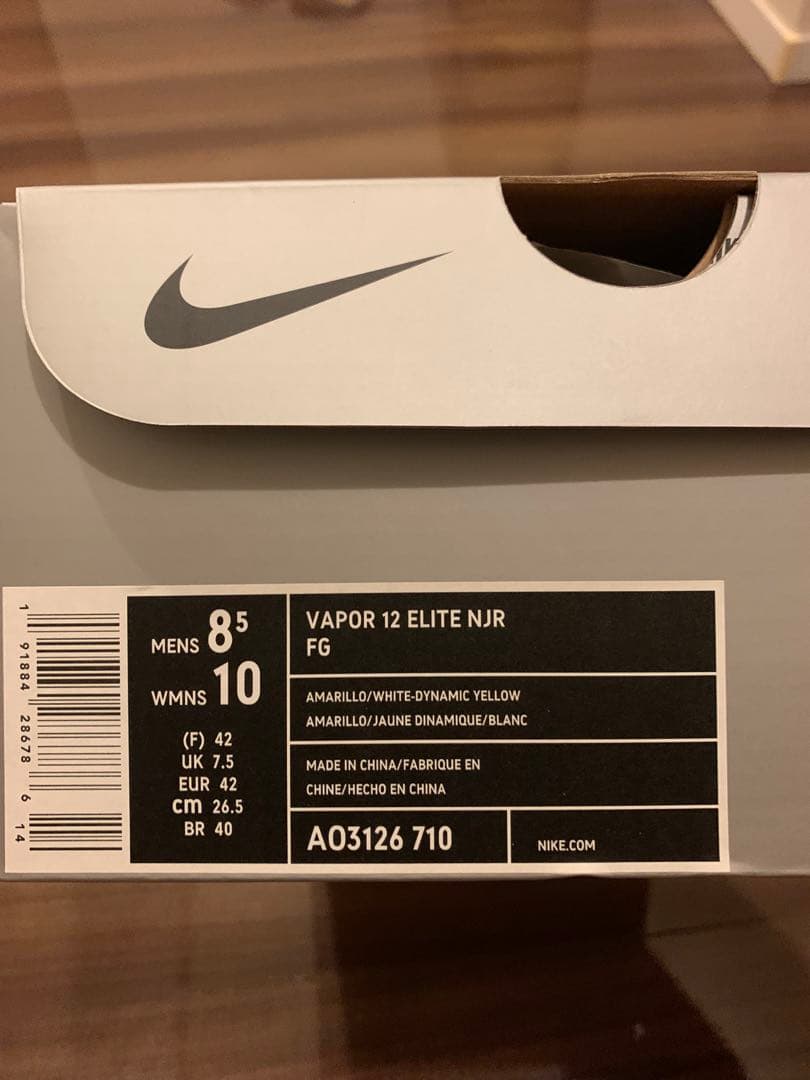 MENS 8⁵
WMNS 10
(F) 42
UK 7.5
EUR 42
cm 26.5
BR 40
VAPOR 12 ELITE NJR
FG
AMARILLO/WHITE-DYNAMIC YELLOW
AMARILLO/JAUNE DINAMIQUE/BLANC
MADE IN CHINA/FABRIQUE EN
CHINE/HECHO EN CHINA
AO3126 710
NIKE.COM
1 91884 28678 6 14